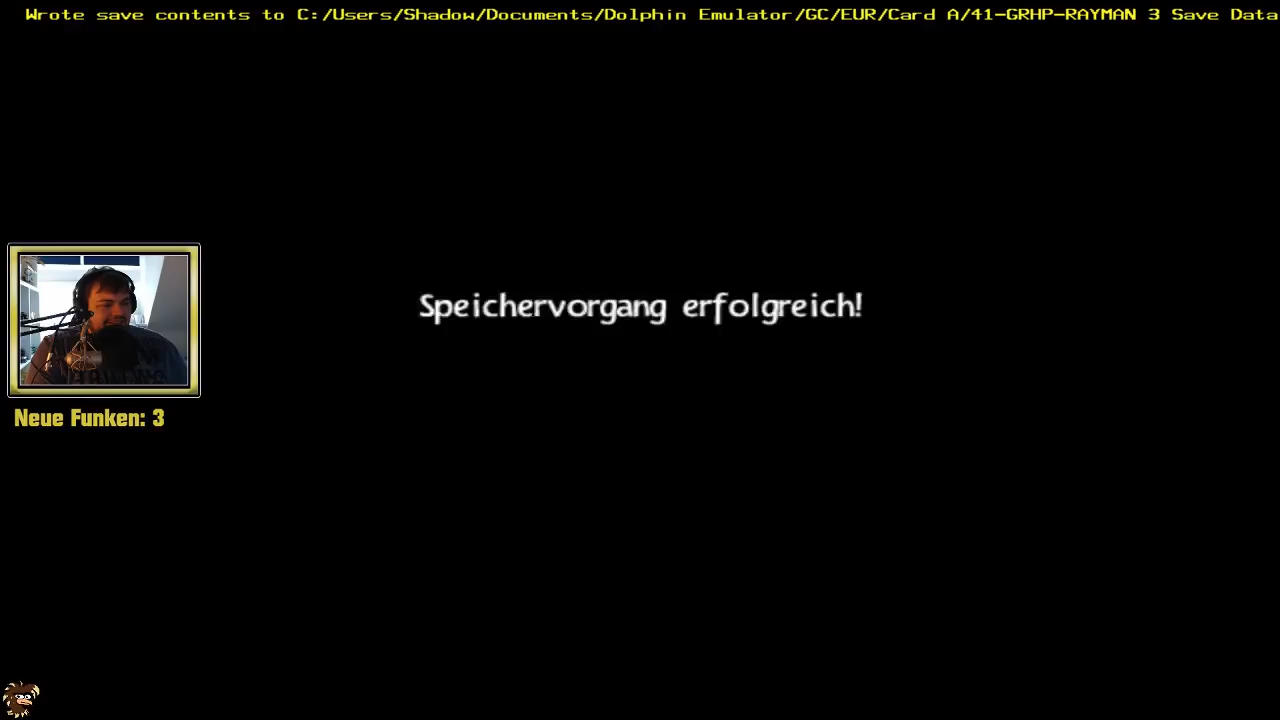 Wrote save contents to C:/Users/Shadow/Documents/Dolphin Emulator/GC/EUR/Card A/41-GRHP-RAYMAN 3 Save Data
Speichervorgang erfolgreich!
Neue Funken: 3